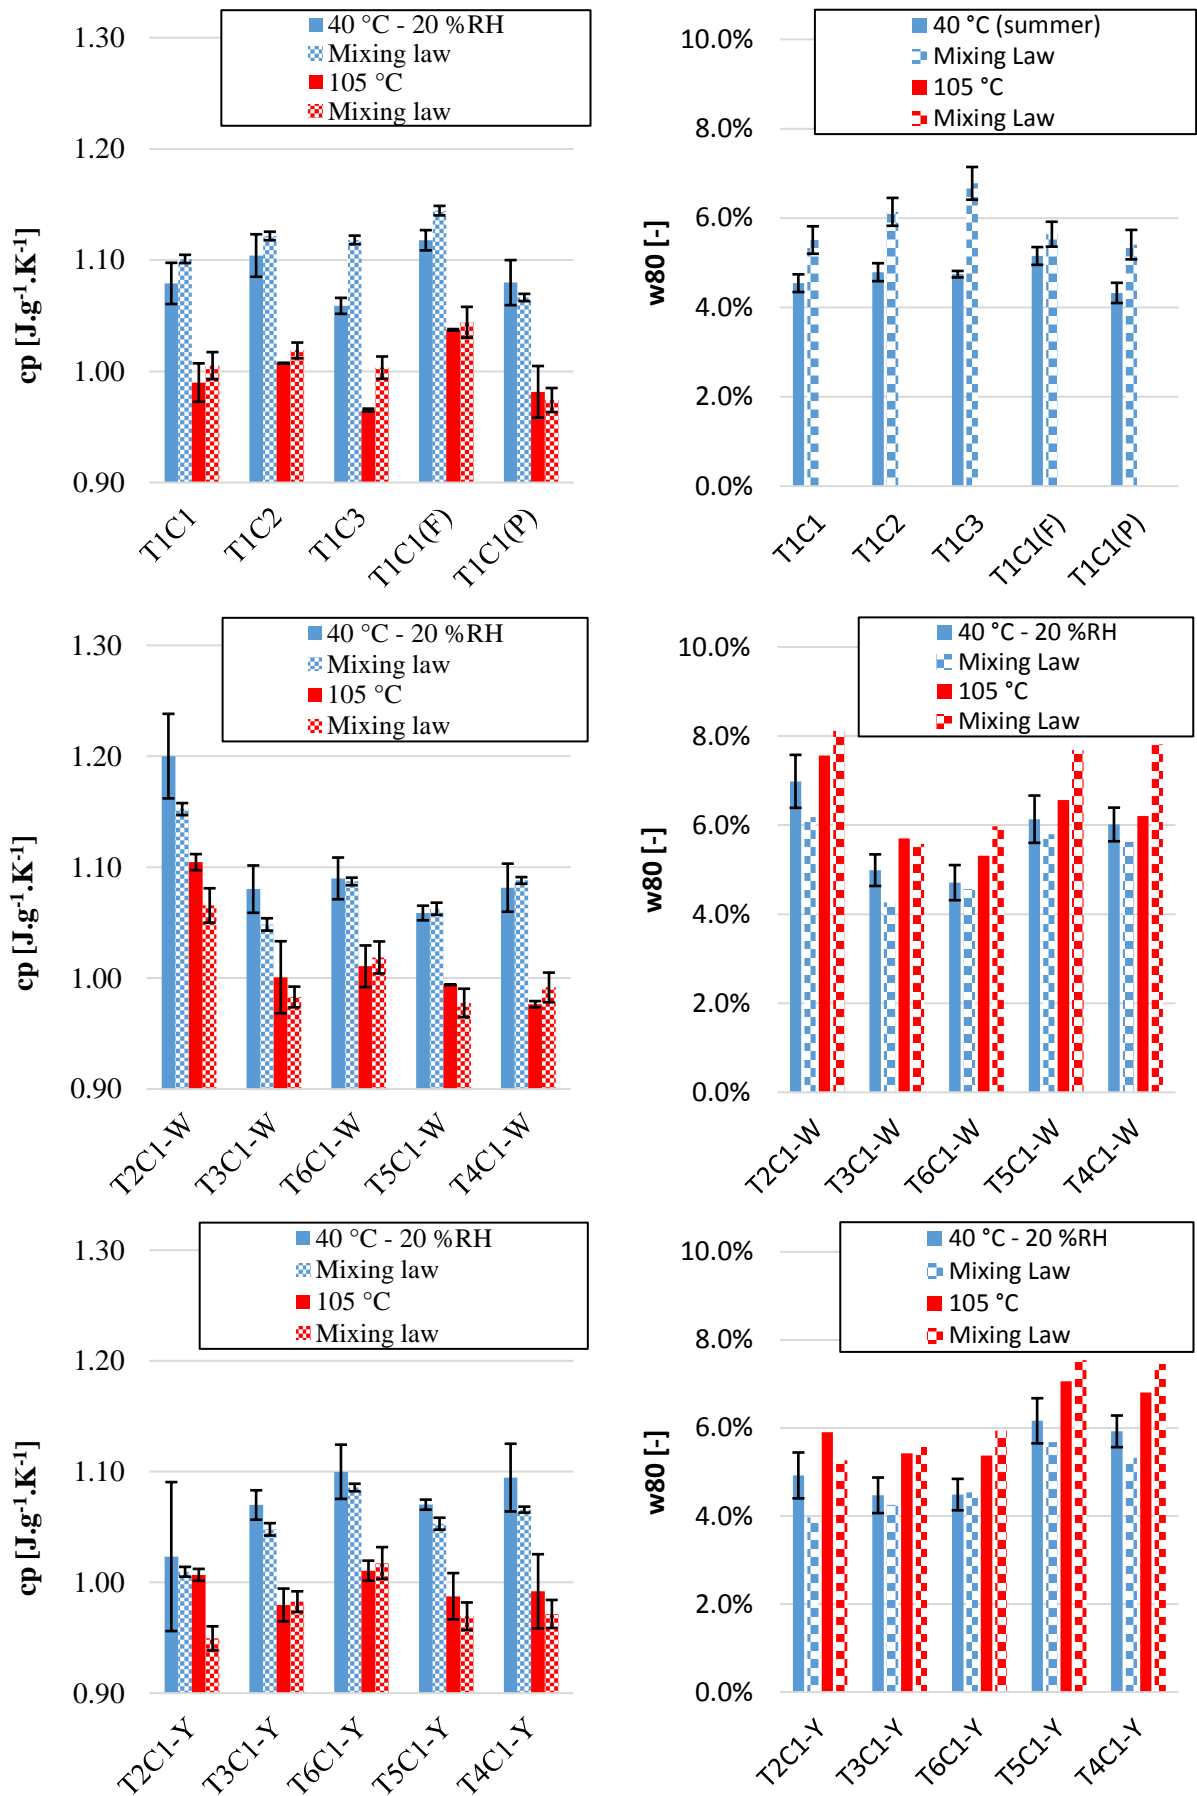 40 °C - 20 %RH
Mixing law
105 °C
Mixing law
1.30
1.20
1.10
1.00
0.90
cp [J.g-1.K-1]
T1C1
T1C2
T1C3
T1C1(F)
T1C1(P)
40 °C (summer)
Mixing Law
105 °C
Mixing Law
10.0%
8.0%
6.0%
4.0%
2.0%
0.0%
w80 [-]
T1C1
T1C2
T1C3
T1C1(F)
T1C1(P)
40 °C - 20 %RH
Mixing law
105 °C
Mixing law
1.30
1.20
1.10
1.00
0.90
cp [J.g-1.K-1]
T2C1-W
T3C1-W
T6C1-W
T5C1-W
T4C1-W
40 °C - 20 %RH
Mixing Law
105 °C
Mixing Law
10.0%
8.0%
6.0%
4.0%
2.0%
0.0%
w80 [-]
T2C1-W
T3C1-W
T6C1-W
T5C1-W
T4C1-W
40 °C - 20 %RH
Mixing law
105 °C
Mixing law
1.30
1.20
1.10
1.00
0.90
cp [J.g-1.K-1]
T2C1-Y
T3C1-Y
T6C1-Y
T5C1-Y
T4C1-Y
40 °C - 20 %RH
Mixing Law
105 °C
Mixing Law
10.0%
8.0%
6.0%
4.0%
2.0%
0.0%
w80 [-]
T2C1-Y
T3C1-Y
T6C1-Y
T5C1-Y
T4C1-Y